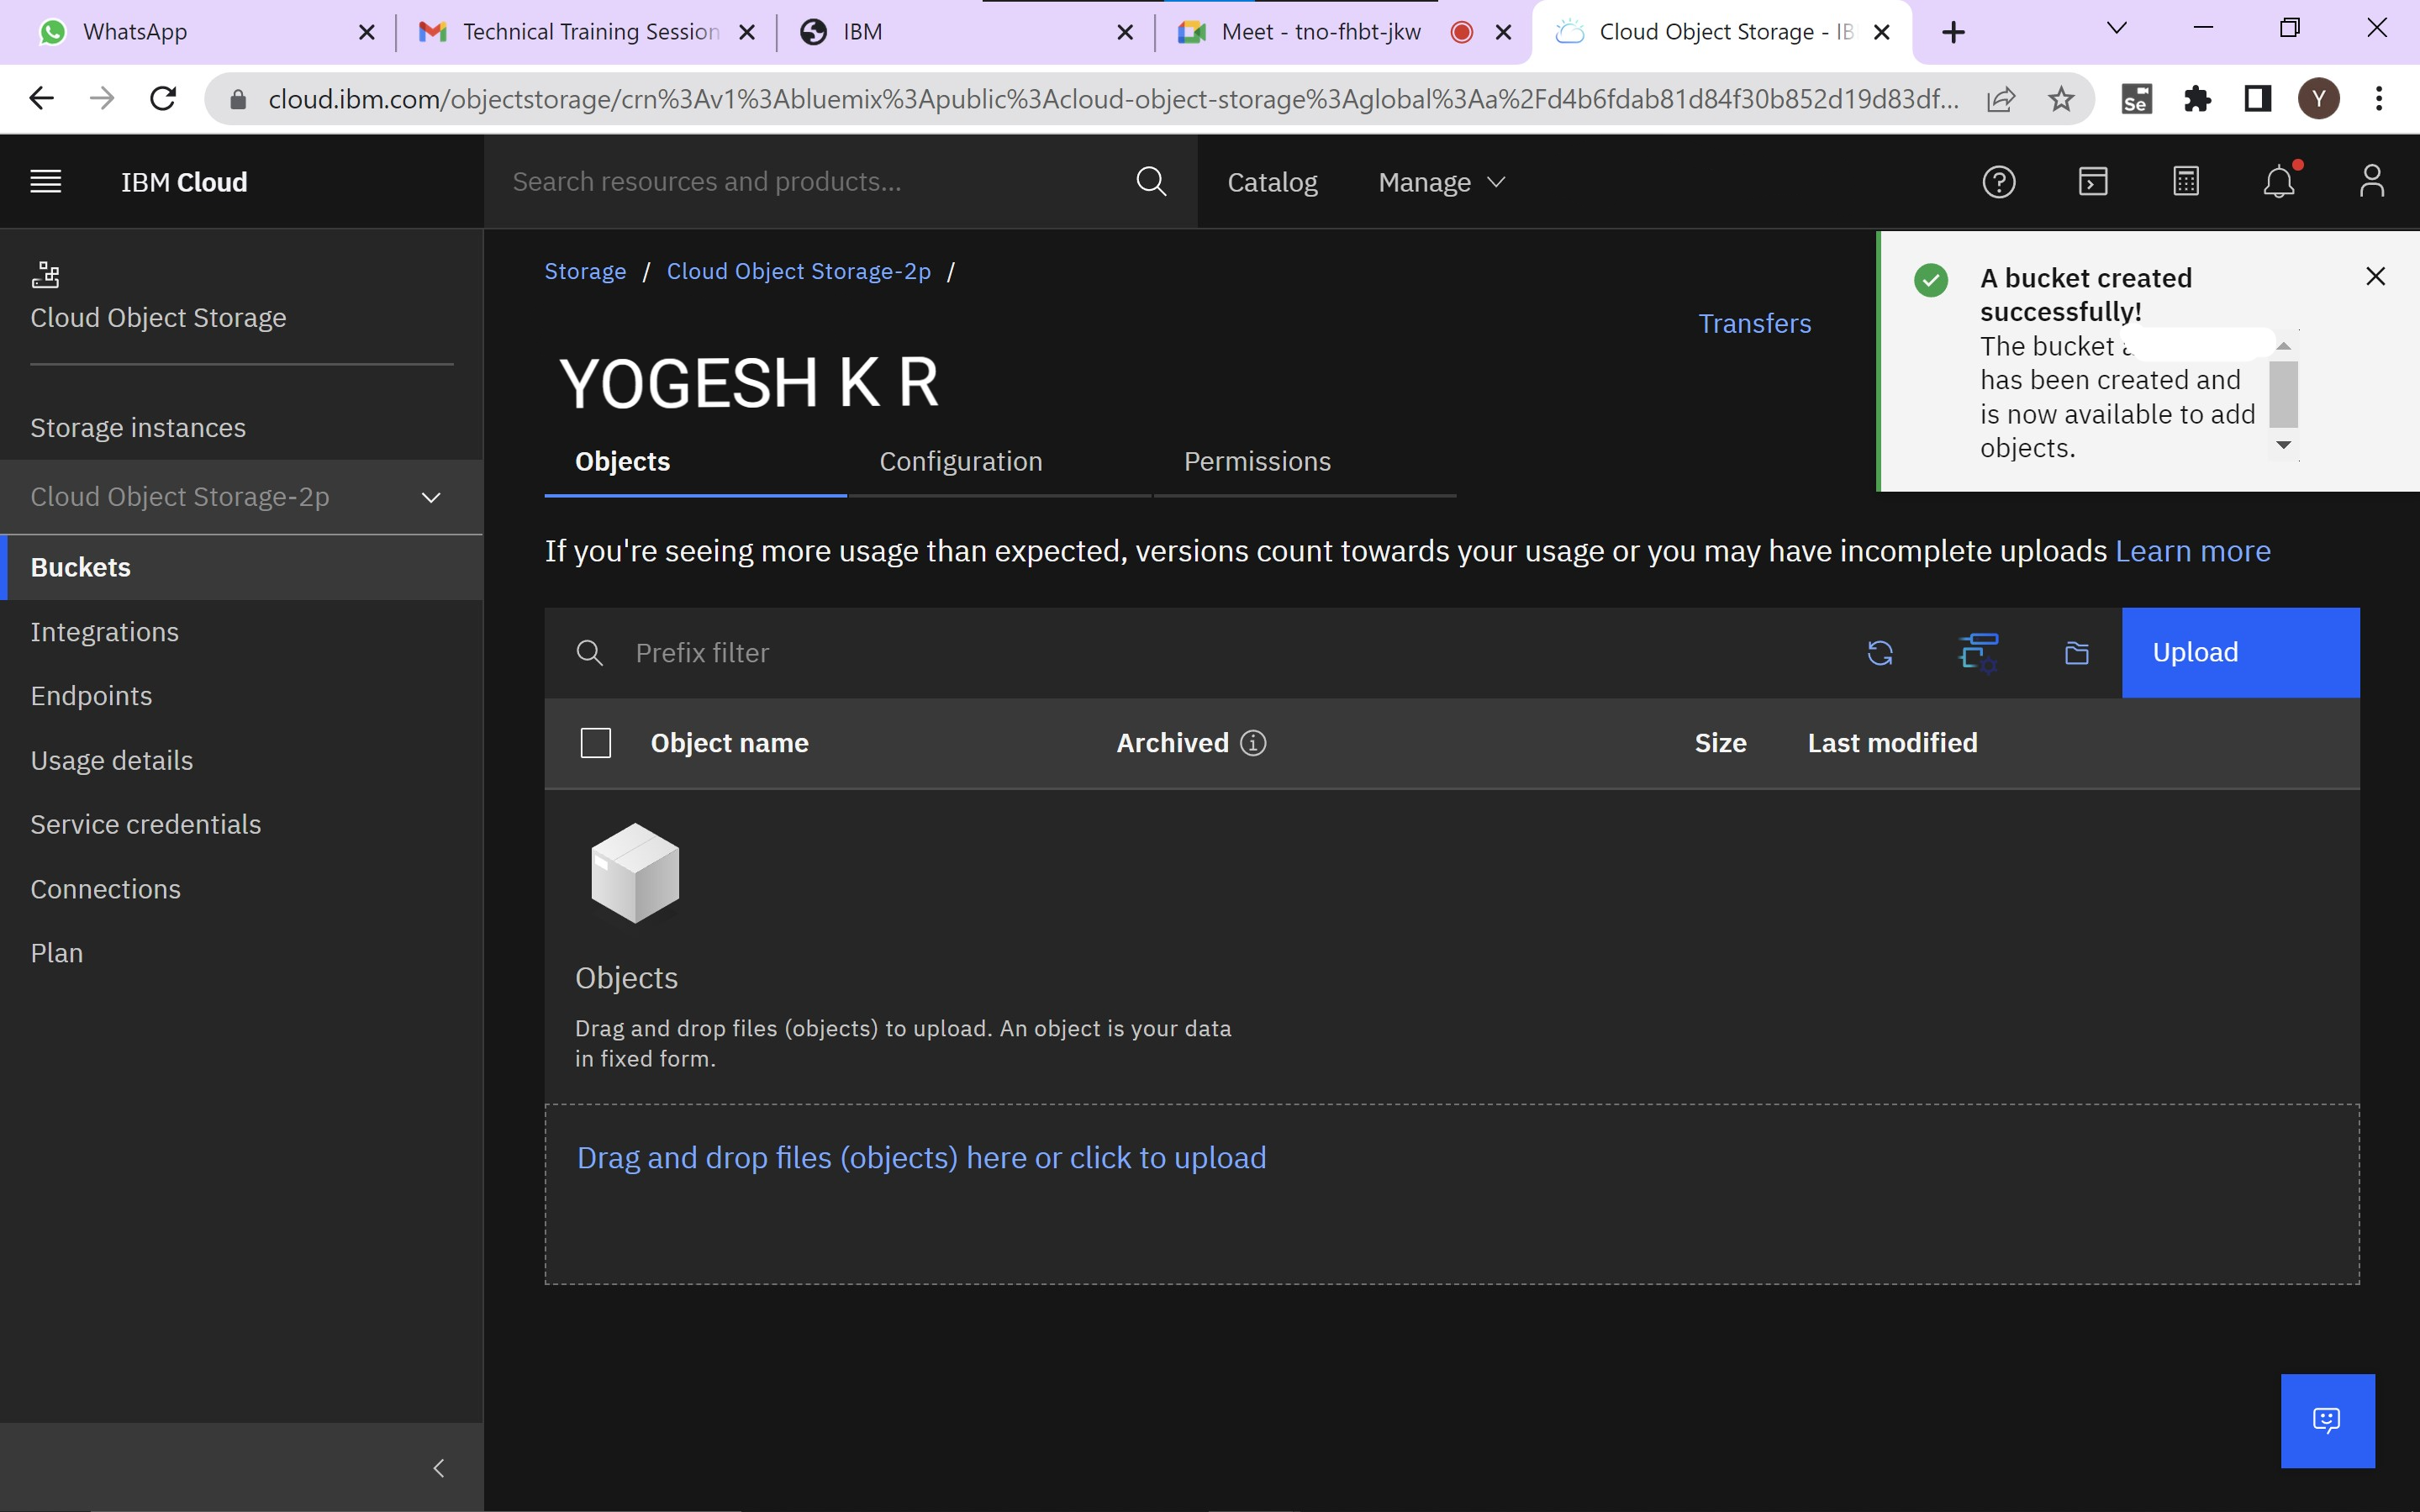 WhatsApp
Technical Training Session
IBM
Meet - tno-fhbt-jkw
Cloud Object Storage - IB
cloud.ibm.com/objectstorage/crn%3Av1%3Abluemix%3Apublic%3Acloud-object-storage%3Aglobal%3Aa%2Fd4b6fdab81d84f30b852d19d83df...
Se
Y
IBM Cloud
Search resources and products...
Catalog
Manage
Cloud Object Storage
Storage instances
Cloud Object Storage-2p
Buckets
Integrations
Endpoints
Usage details
Service credentials
Connections
Plan
Storage / Cloud Object Storage-2p /
Transfers
YOGESH K R
A bucket created
successfully!
The bucket
has been created and
is now available to add
objects.
Objects
Configuration
Permissions
If you're seeing more usage than expected, versions count towards your usage or you may have incomplete uploads Learn more
Prefix filter
Upload
Object name
Archived
Size
Last modified
Objects
Drag and drop files (objects) to upload. An object is your data
in fixed form.
Drag and drop files (objects) here or click to upload